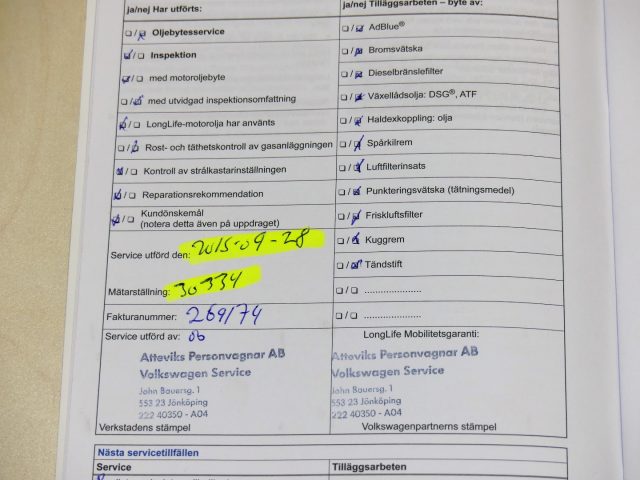 ja/nej Har utförts:
Oljebytesservice
Inspektion
med motoroljebyte
med utvidgad inspektionsomfattning
LongLife-motorolja har använts
Rost- och täthetskontroll av gasanläggningen
Kontroll av strålkastarinställningen
Reparationsrekommendation
Kundönskemål
(notera detta även på uppdraget)
Service utförd den: 2015-09-28
Mätarställning: 30334
Fakturanummer: 269174
Service utförd av: ob
Atteviks Personvagnar AB
Volkswagen Service
John Bauersg. 1
553 23 Jönköping
222 40350 - A04
Verkstadens stämpel
ja/nej Tilläggsarbeten – byte av:
AdBlue®
Bromsvätska
Dieselbränslefilter
Växellådsolja: DSG®, ATF
Haldexkoppling: olja
Spårkilrem
Luftfilterinsats
Punkteringsvätska (tätningsmedel)
Friskluftsfilter
Kuggrem
Tändstift
LongLife Mobilitetsgaranti:
Atteviks Personvagnar AB
Volkswagen Service
John Bauersg. 1
553 23 Jönköping
222 40350 - A04
Volkswagenpartnerns stämpel
Nästa servicetillfällen
Service
Tilläggsarbeten